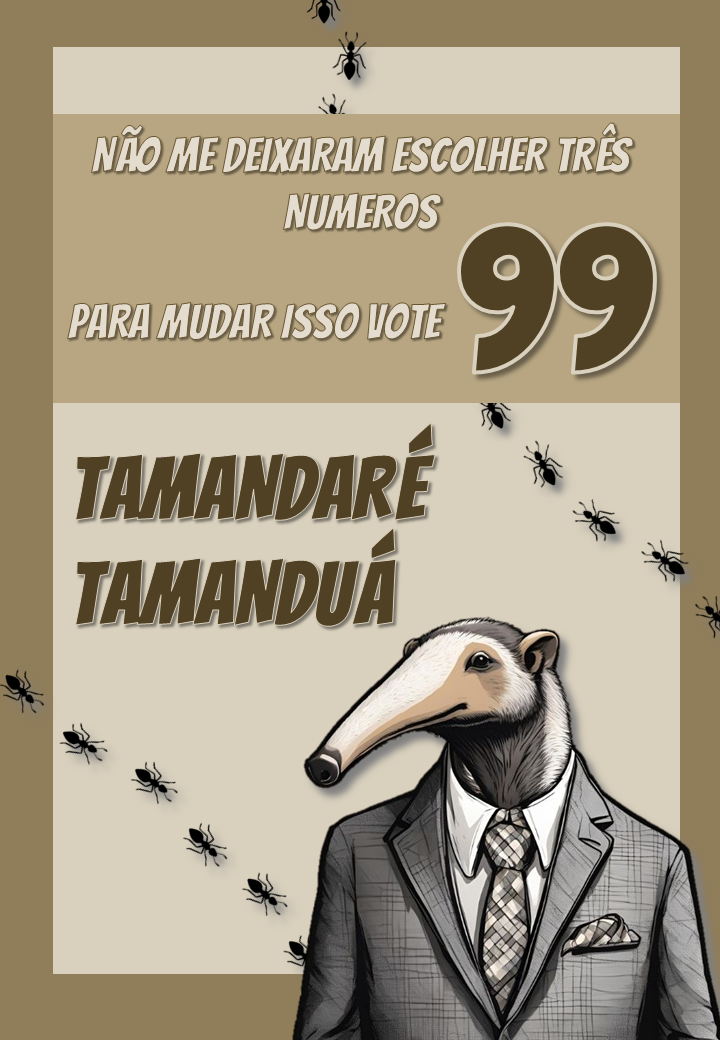 NÃO ME DEIXARAM ESCOLHER TRÊS
NUMEROS
PARA MUDAR ISSO VOTE 99
TAMANDARÉ
TAMANDUÁ